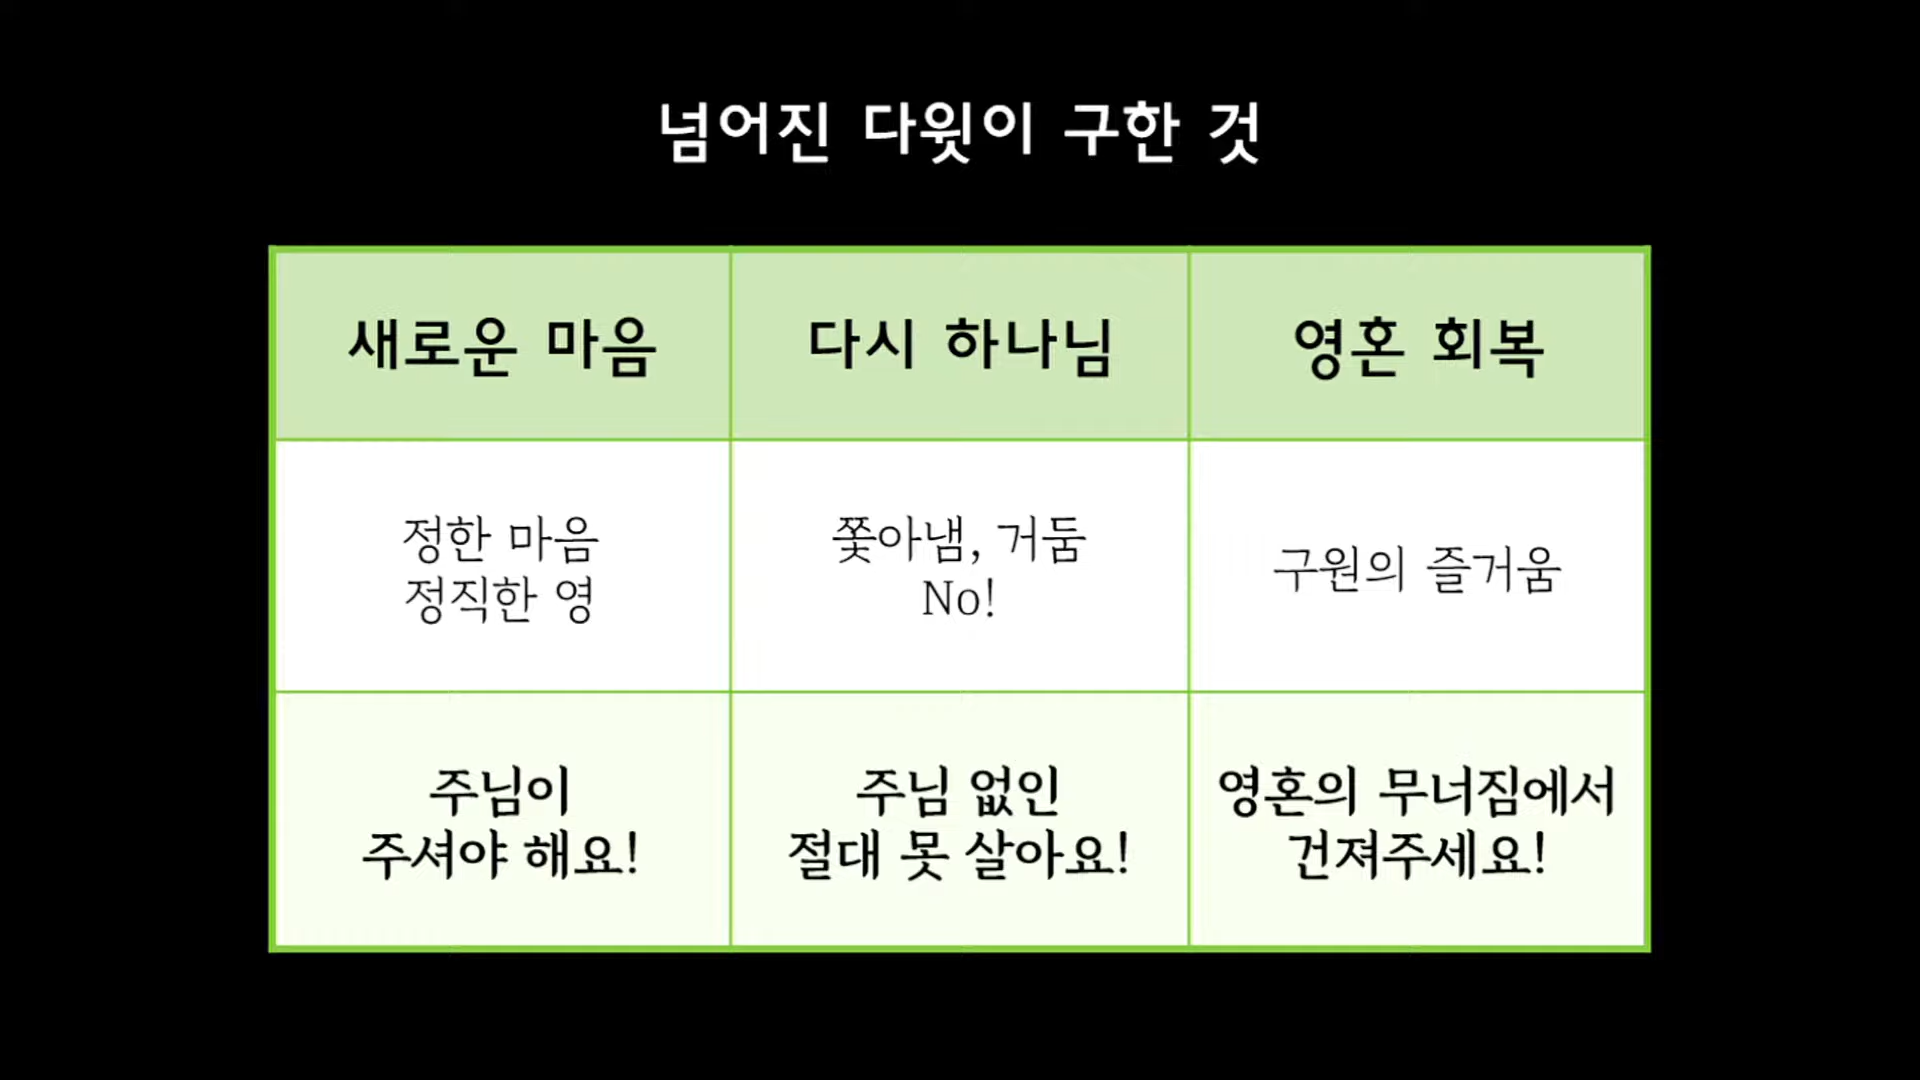 넘어진 다윗이 구한 것
새로운 마음
다시 하나님
영혼 회복
정한 마음
정직한 영
쫓아냄, 거둠
No!
구원의 즐거움
주님이
주셔야 해요!
주님 없인
절대 못 살아요!
영혼의 무너짐에서
건져주세요!